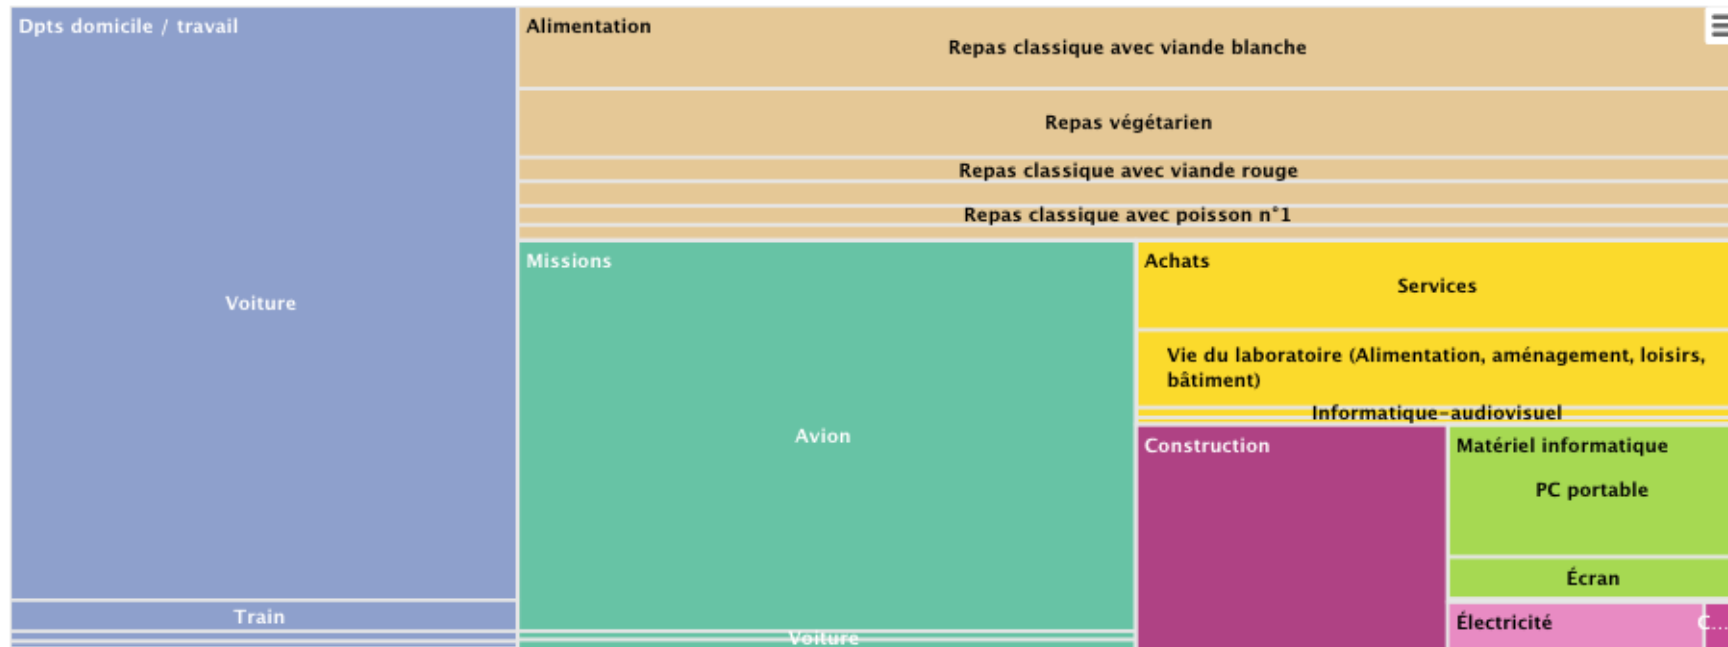 Dpts domicile / travail
Voiture
Train
Alimentation
Repas classique avec viande blanche
Repas végétarien
Repas classique avec viande rouge
Repas classique avec poisson n°1
Missions
Avion
Voiture
Achats
Services
Vie du laboratoire (Alimentation, aménagement, loisirs,
bâtiment)
Informatique-audiovisuel
Construction
Matériel informatique
PC portable
Écran
Électricité
C...